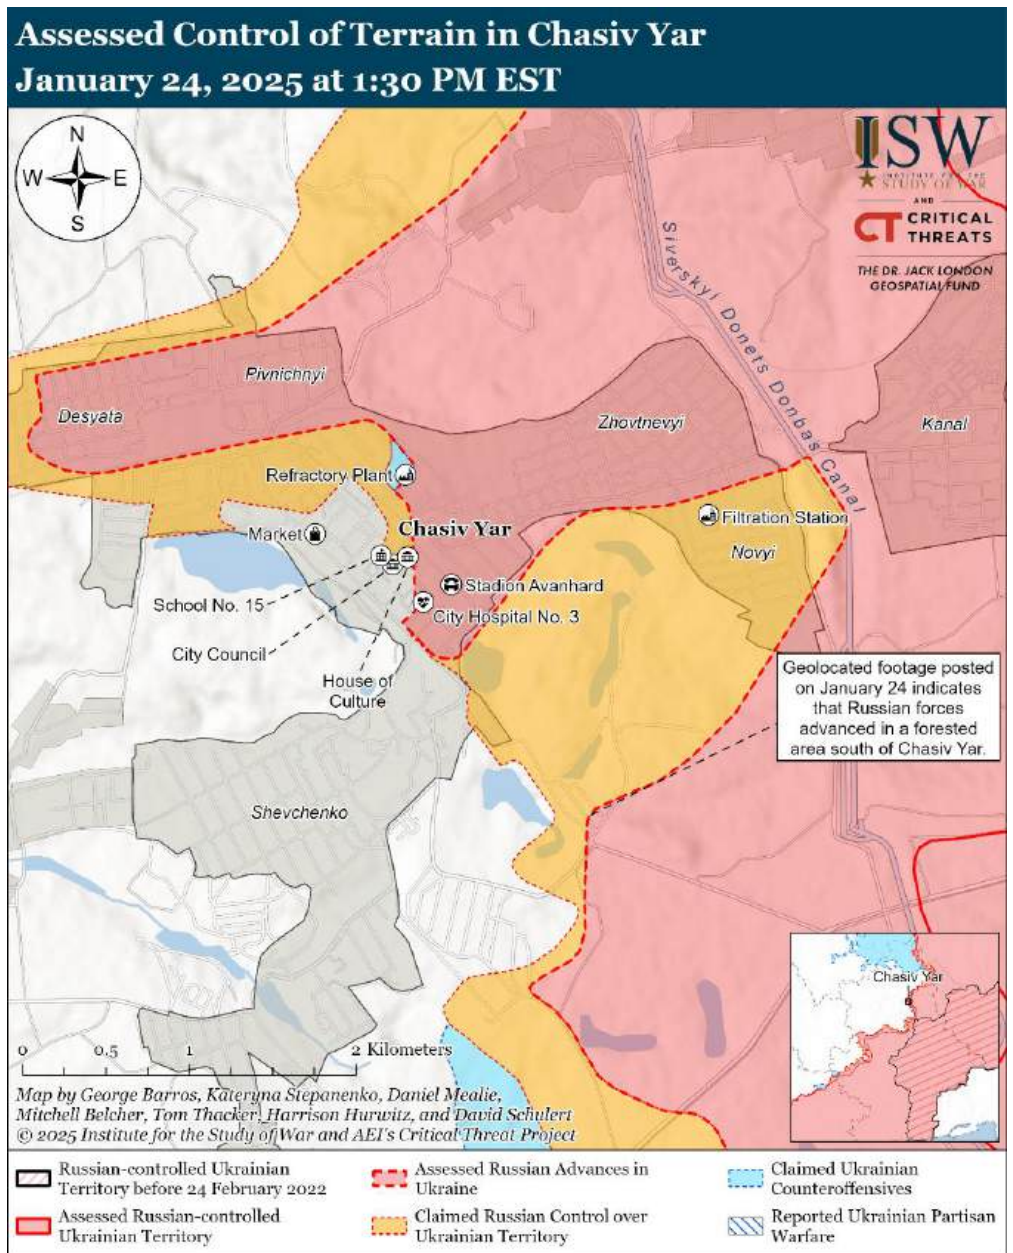 Assessed Control of Terrain in Chasiv Yar
January 24, 2025 at 1:30 PM EST
N
W E
S
ISW
INSTITUTE FOR THE
STUDY OF WAR
AND
CT CRITICAL
THREATS
THE DR. JACK LONDON
GEOSPATIAL FUND
Siverskyi Donets Donbas Canal
Pivnichnyi
Desyata
Zhovtnevyi
Kanal
Refractory Plant
Filtration Station
Market
Chasiv Yar
Novyi
School No. 15
Stadion Avanhard
City Hospital No. 3
City Council
House of
Culture
Geolocated footage posted
on January 24 indicates
that Russian forces
advanced in a forested
area south of Chasiv Yar.
Shevchenko
Chasiv Yar
0 0.5 1 2 Kilometers
Map by George Barros, Kateryna Stepanenko, Daniel Mealie,
Mitchell Belcher, Tom Thacker, Harrison Hurwitz, and David Schulert
© 2025 Institute for the Study of War and AEI's Critical Threat Project
Russian-controlled Ukrainian
Territory before 24 February 2022
Assessed Russian Advances in
Ukraine
Claimed Ukrainian
Counteroffensives
Assessed Russian-controlled
Ukrainian Territory
Claimed Russian Control over
Ukrainian Territory
Reported Ukrainian Partisan
Warfare